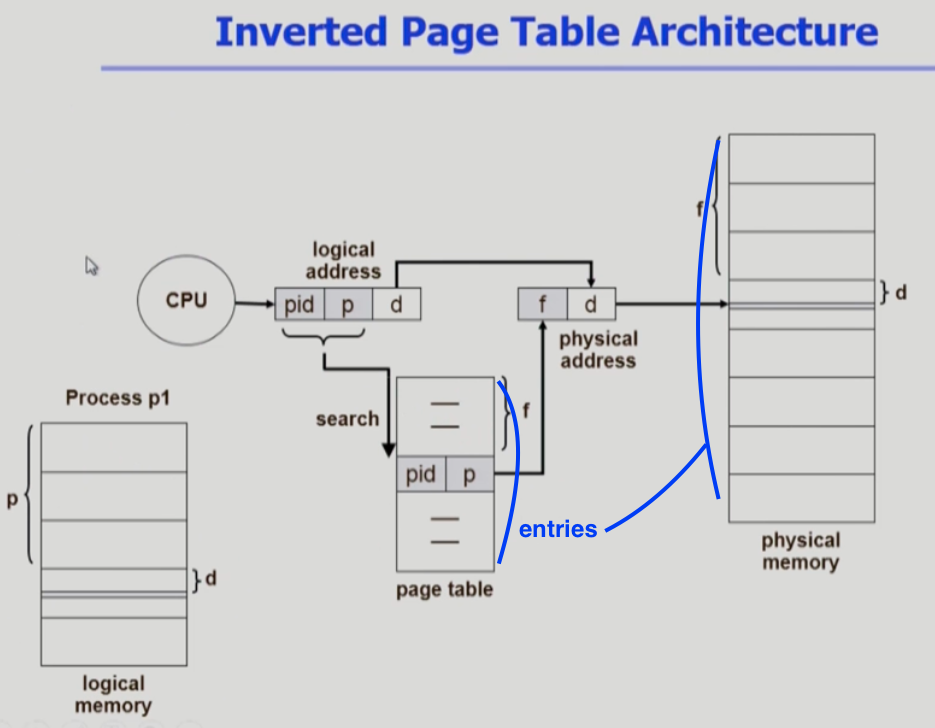 Inverted Page Table Architecture
logical
address
CPU
pid p d
f d
physical
address
f
d
Process p1
search
f
pid p
p
entries
physical
memory
d
page table
logical
memory